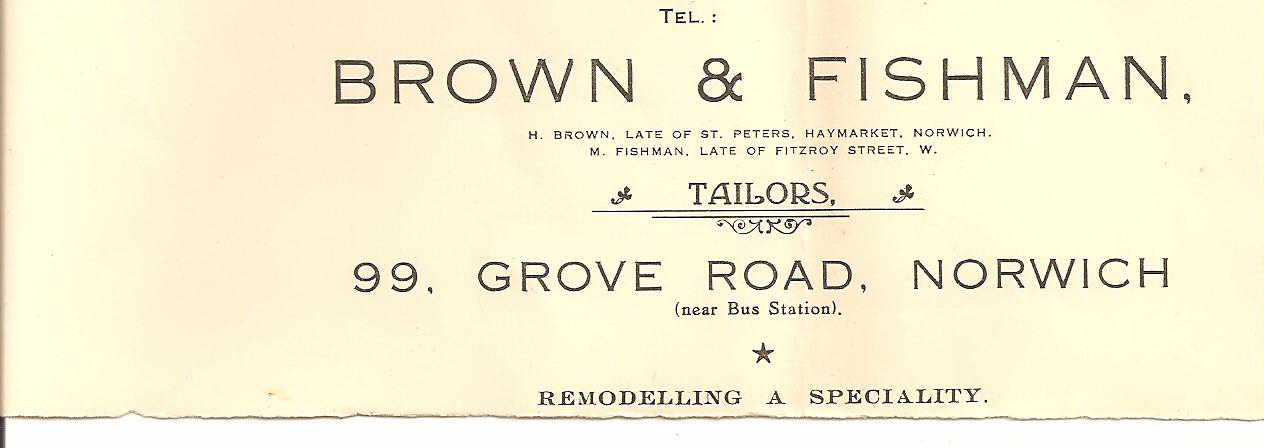 TEL. :
BROWN & FISHMAN,
H. BROWN, LATE OF ST. PETERS, HAYMARKET, NORWICH.
M. FISHMAN, LATE OF FITZROY STREET, W.
TAILORS,
99, GROVE ROAD, NORWICH
(near Bus Station).
REMODELLING A SPECIALITY.